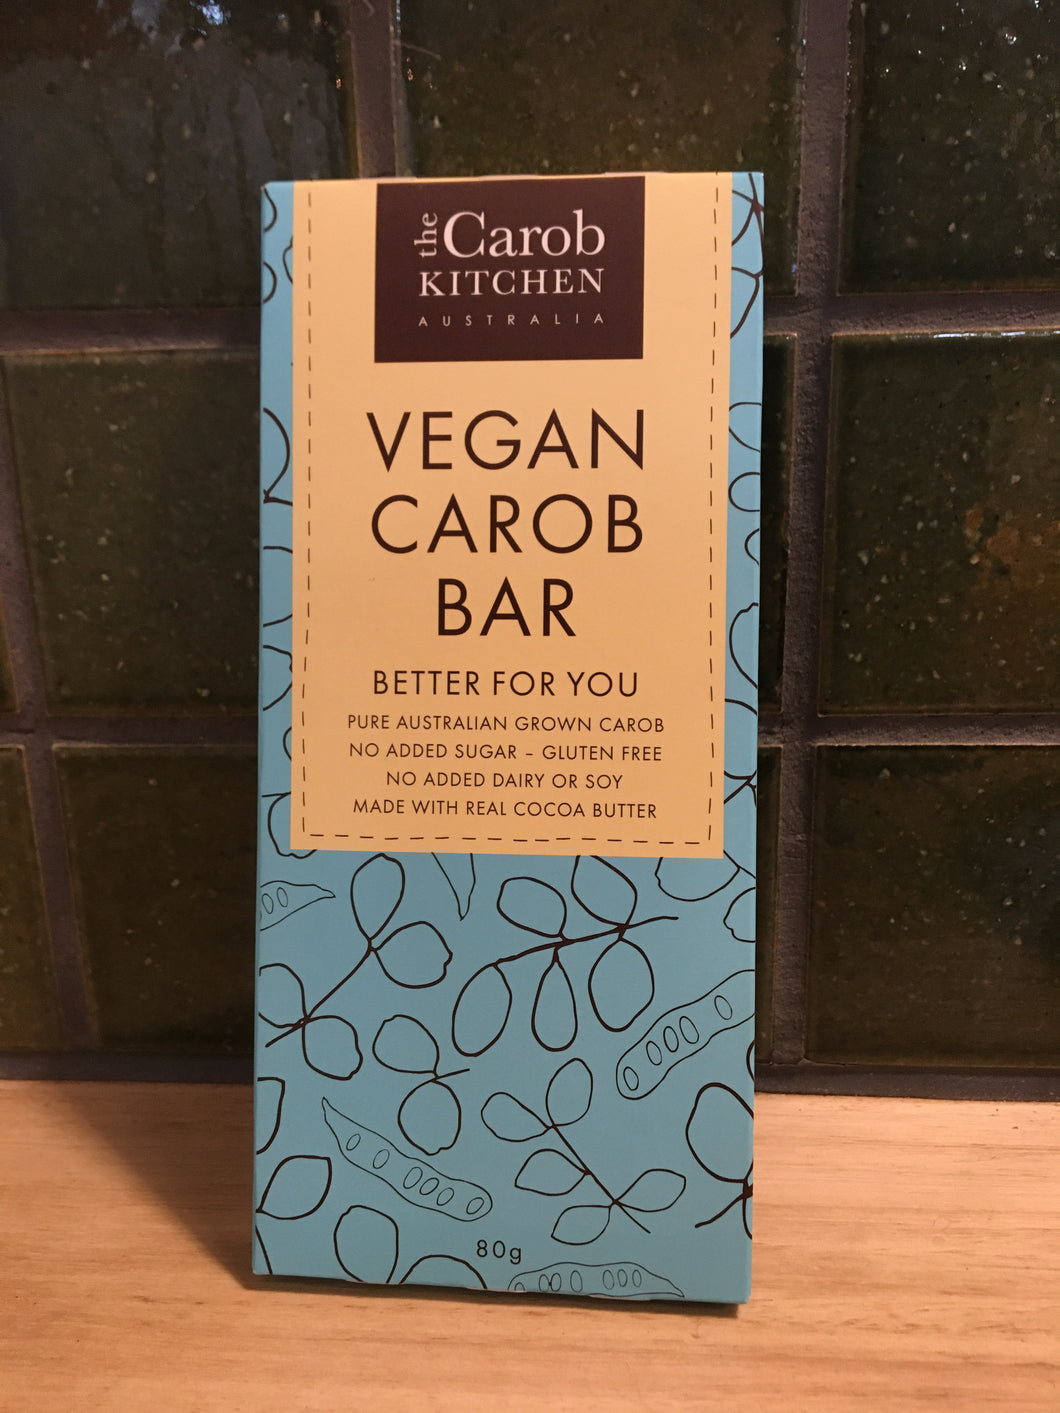 the Carob
KITCHEN
AUSTRALIA
VEGAN
CAROB
BAR
BETTER FOR YOU
PURE AUSTRALIAN GROWN CAROB
NO ADDED SUGAR – GLUTEN FREE
NO ADDED DAIRY OR SOY
MADE WITH REAL COCOA BUTTER
80g